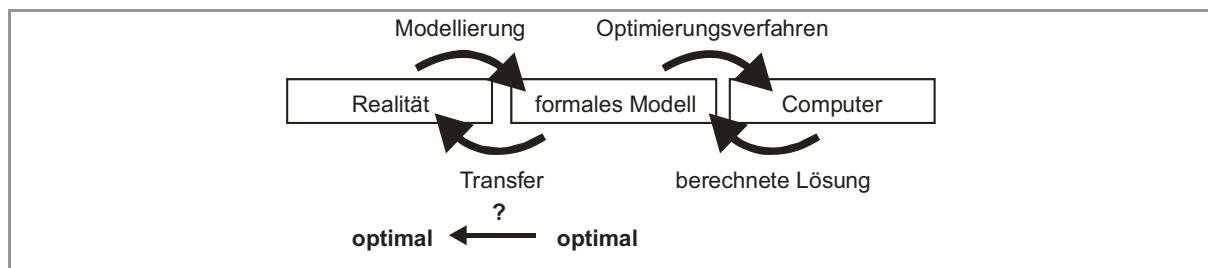 Modellierung Optimierungsverfahren
Realität formales Modell Computer
Transfer berechnete Lösung
?
optimal optimal